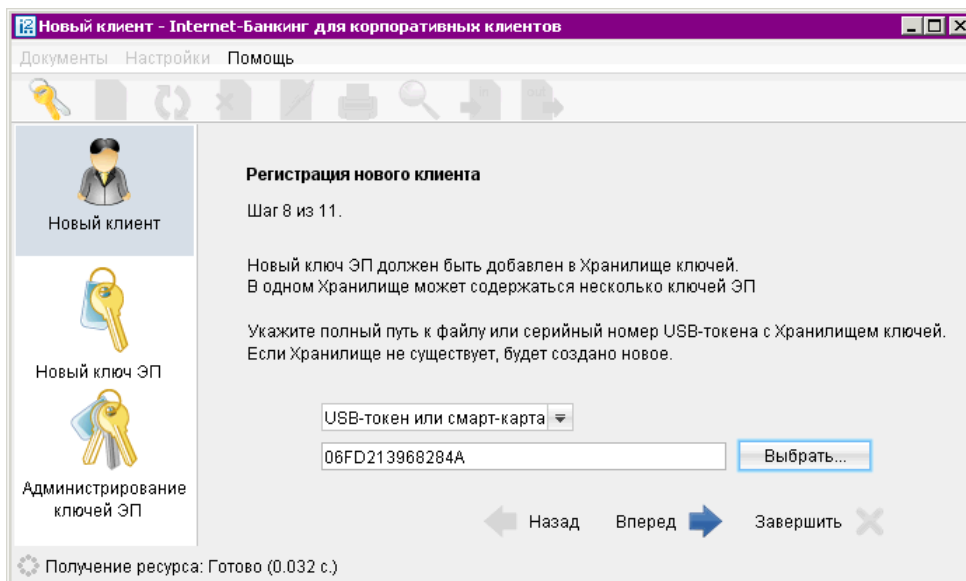 Новый клиент - Internet-Банкинг для корпоративных клиентов
Документы Настройки Помощь
in out
Новый клиент
Новый ключ ЭП
Администрирование
ключей ЭП
Регистрация нового клиента
Шаг 8 из 11.
Новый ключ ЭП должен быть добавлен в Хранилище ключей.
В одном Хранилище может содержаться несколько ключей ЭП
Укажите полный путь к файлу или серийный номер USB-токена с Хранилищем ключей.
Если Хранилище не существует, будет создано новое.
USB-токен или смарт-карта
06FD213968284A Выбрать...
Назад Вперед Завершить
Получение ресурса: Готово (0.032 с.)